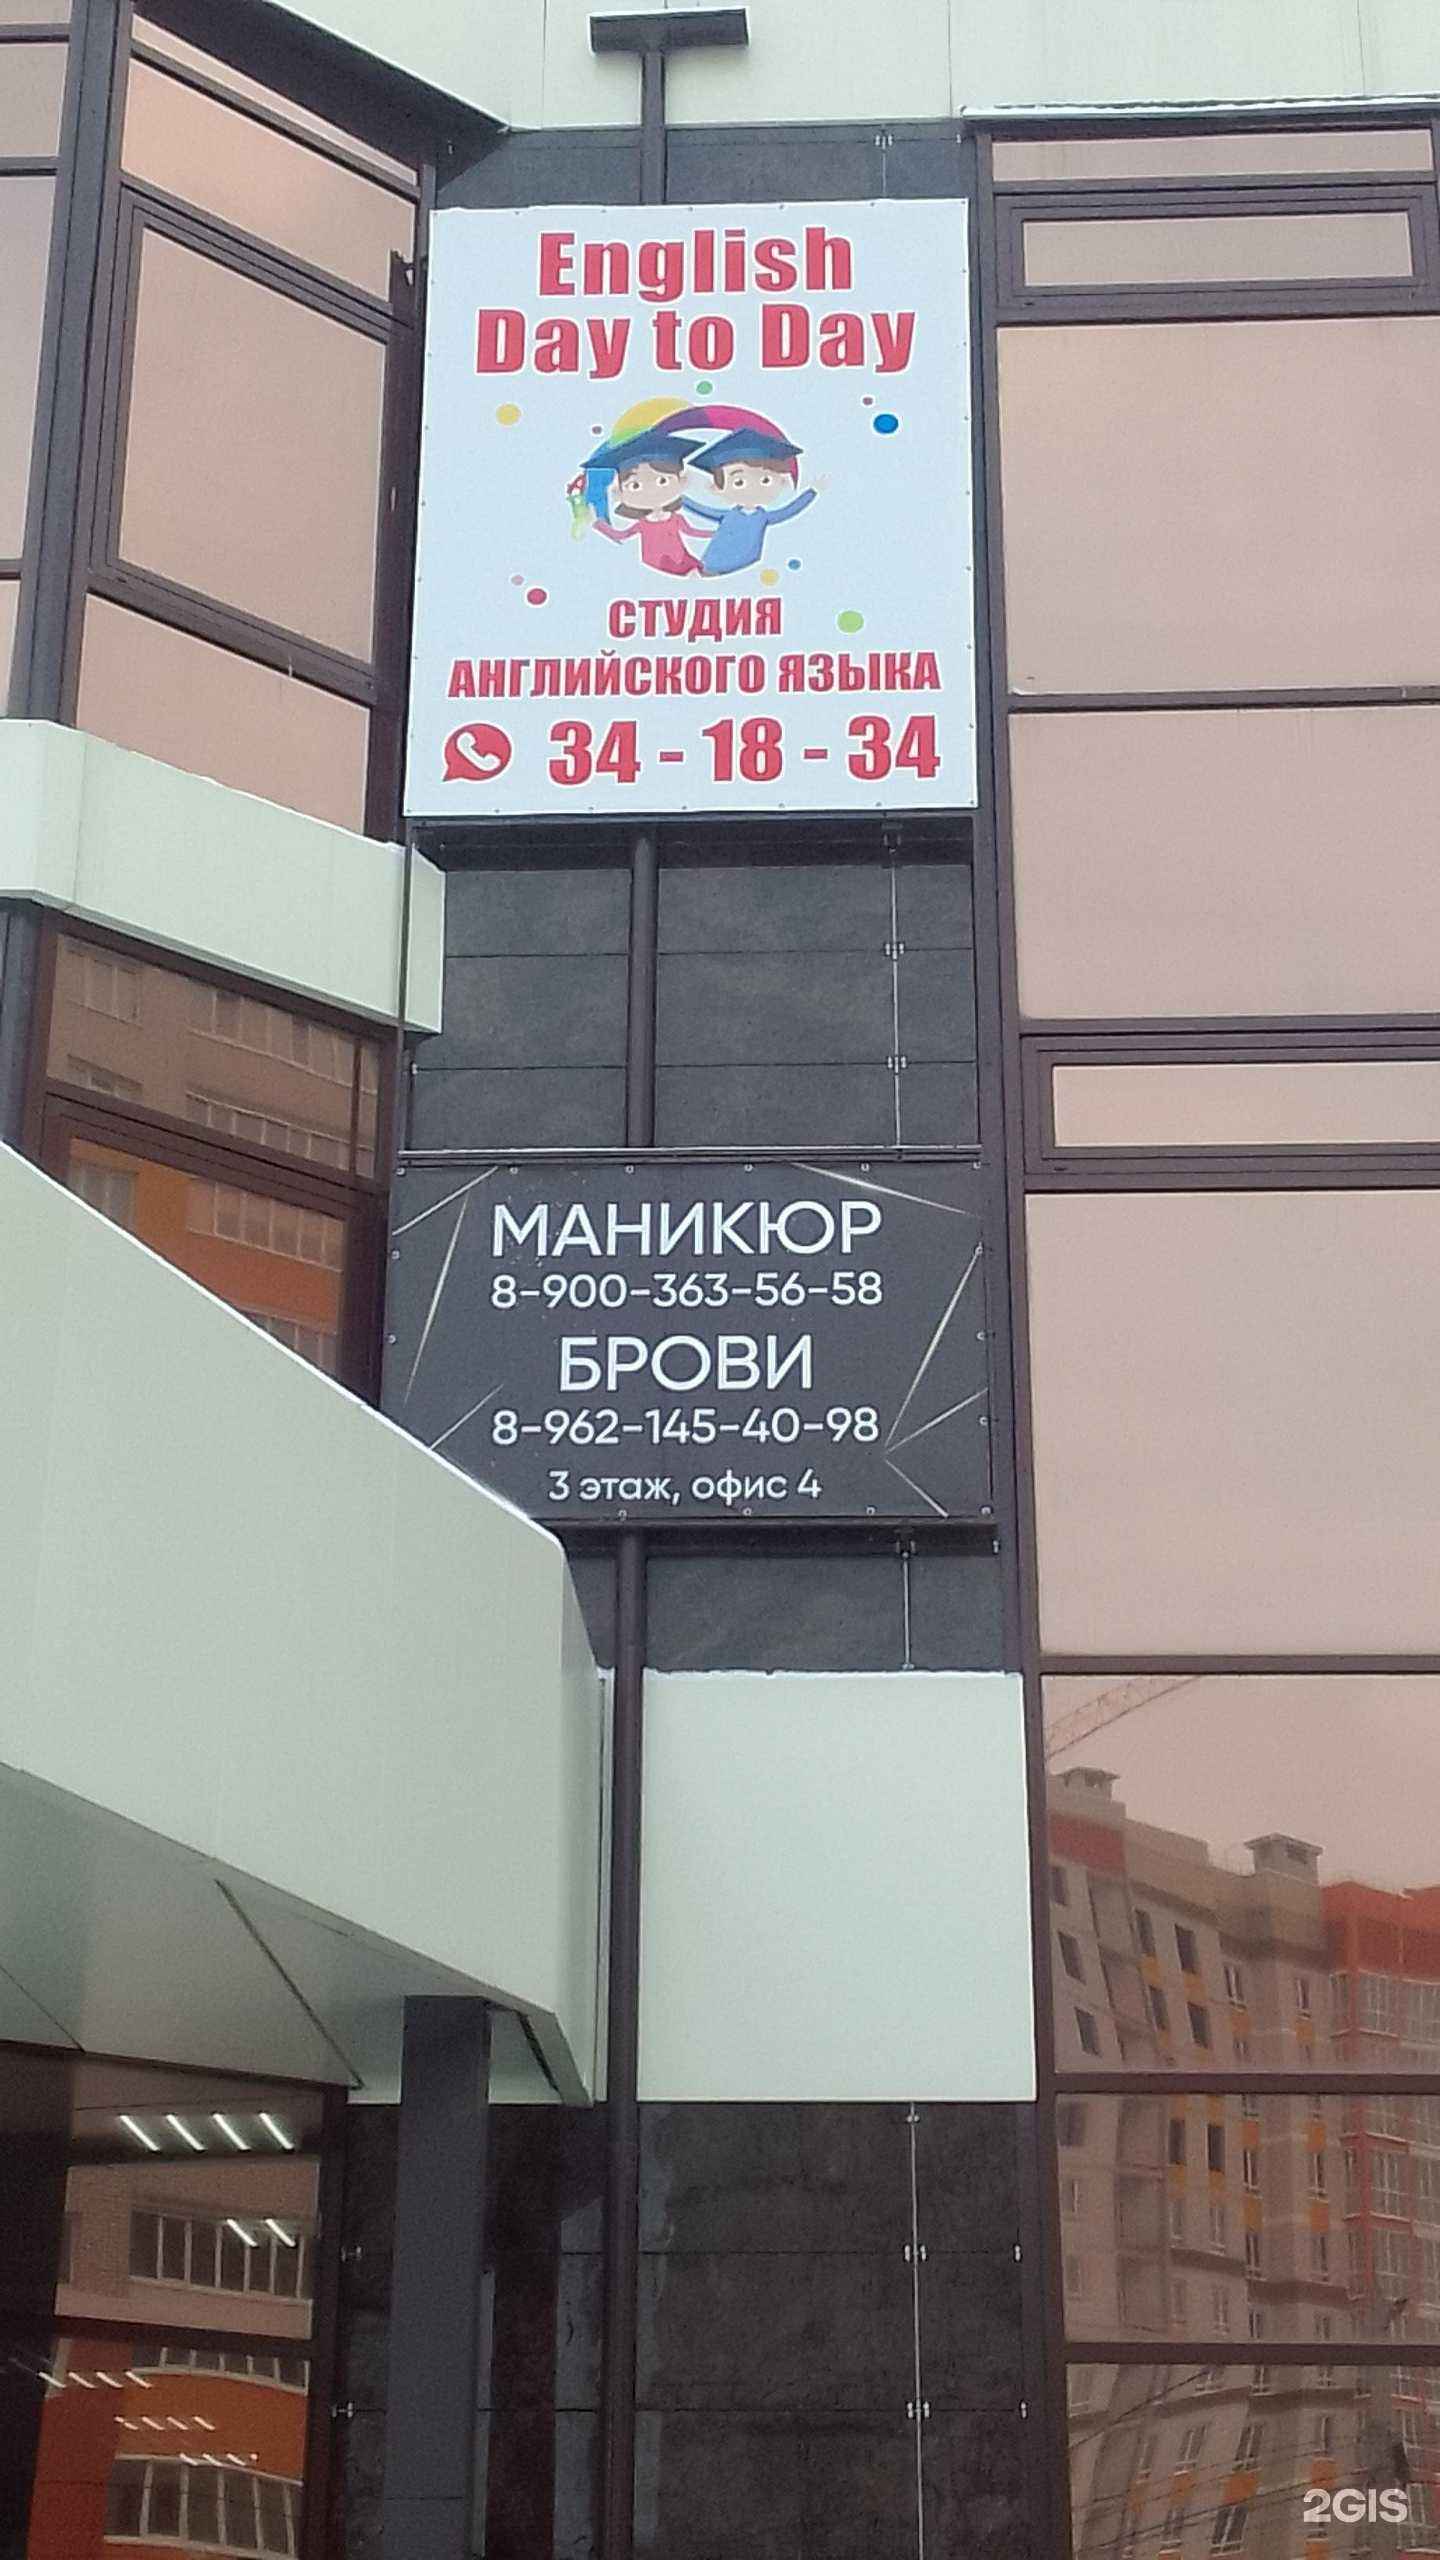 English
Day to Day
СТУДИЯ
АНГЛИЙСКОГО ЯЗЫКА
34 - 18 - 34
МАНИКЮР
8-900-363-56-58
БРОВИ
8-962-145-40-98
3 этаж, офис 4
2GIS